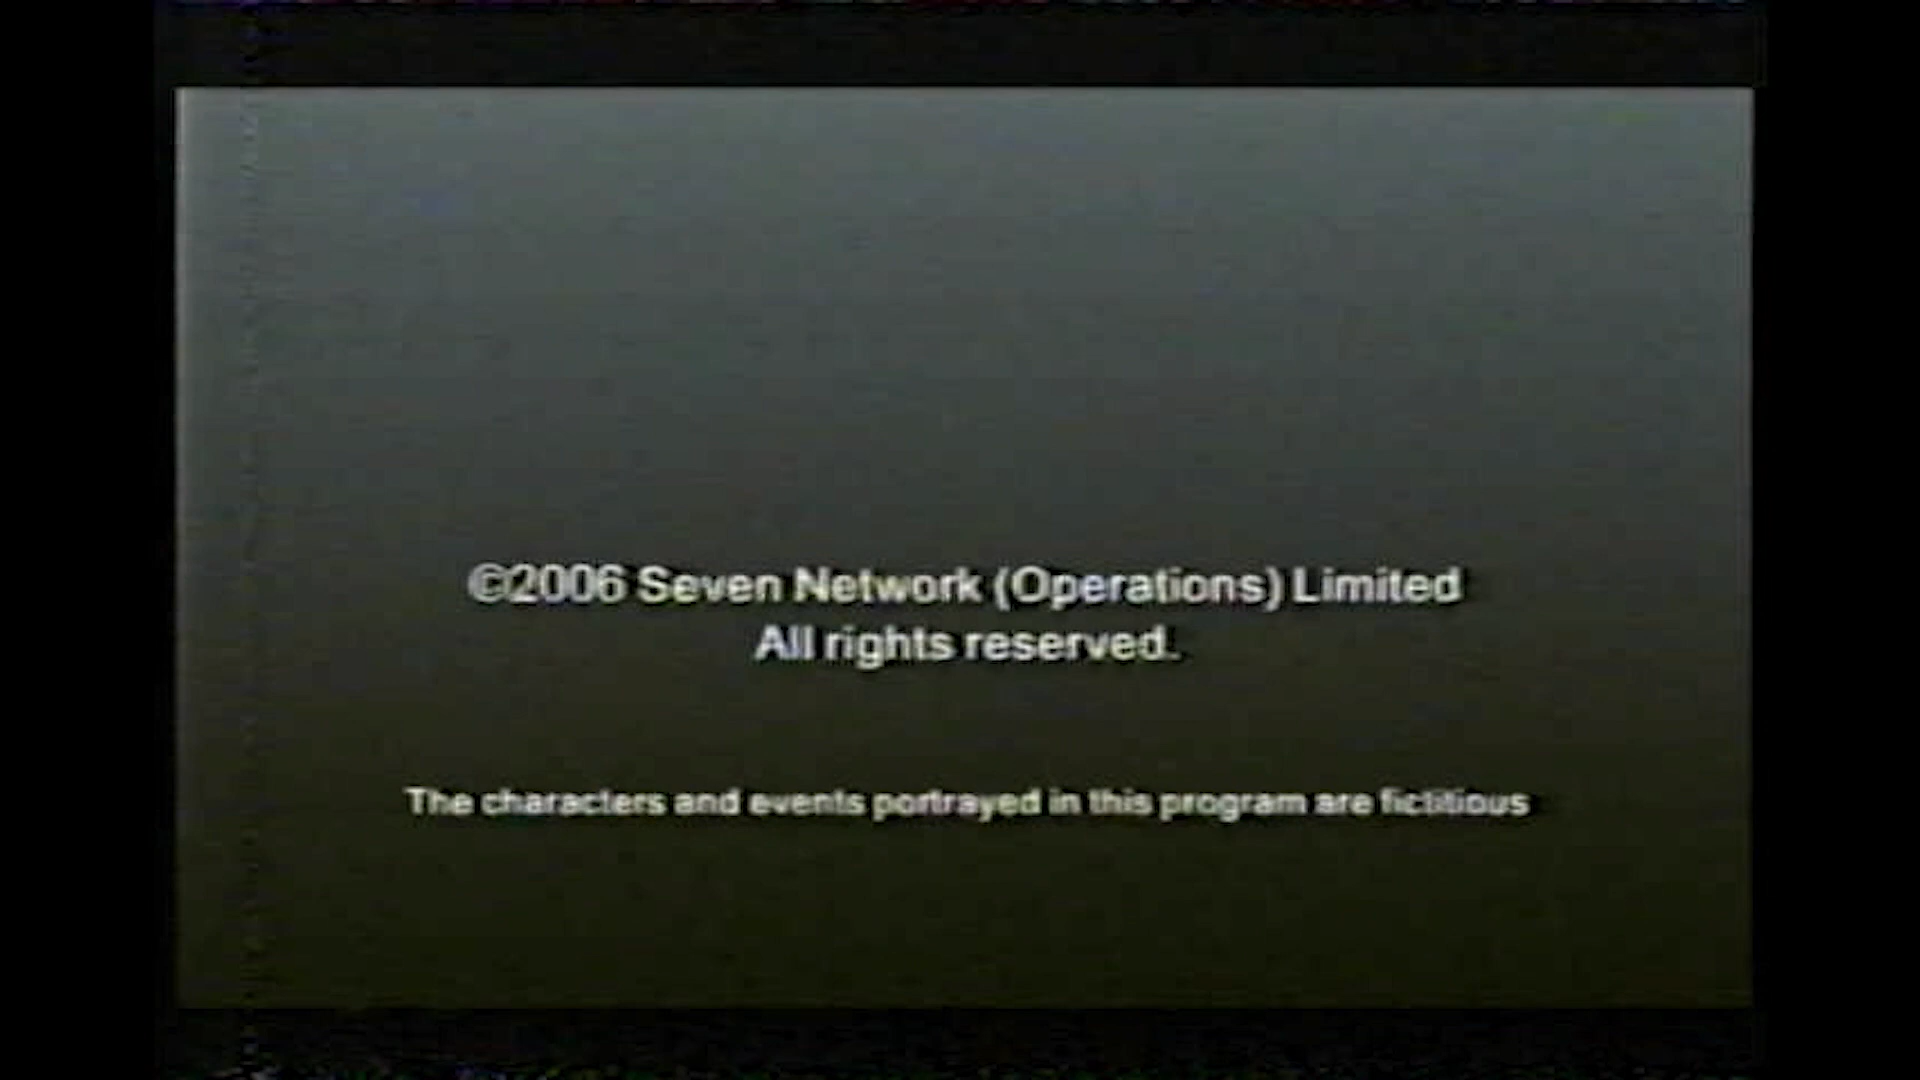 ©2006 Seven Network (Operations) Limited
All rights reserved.
The characters and events portrayed in this program are fictitious